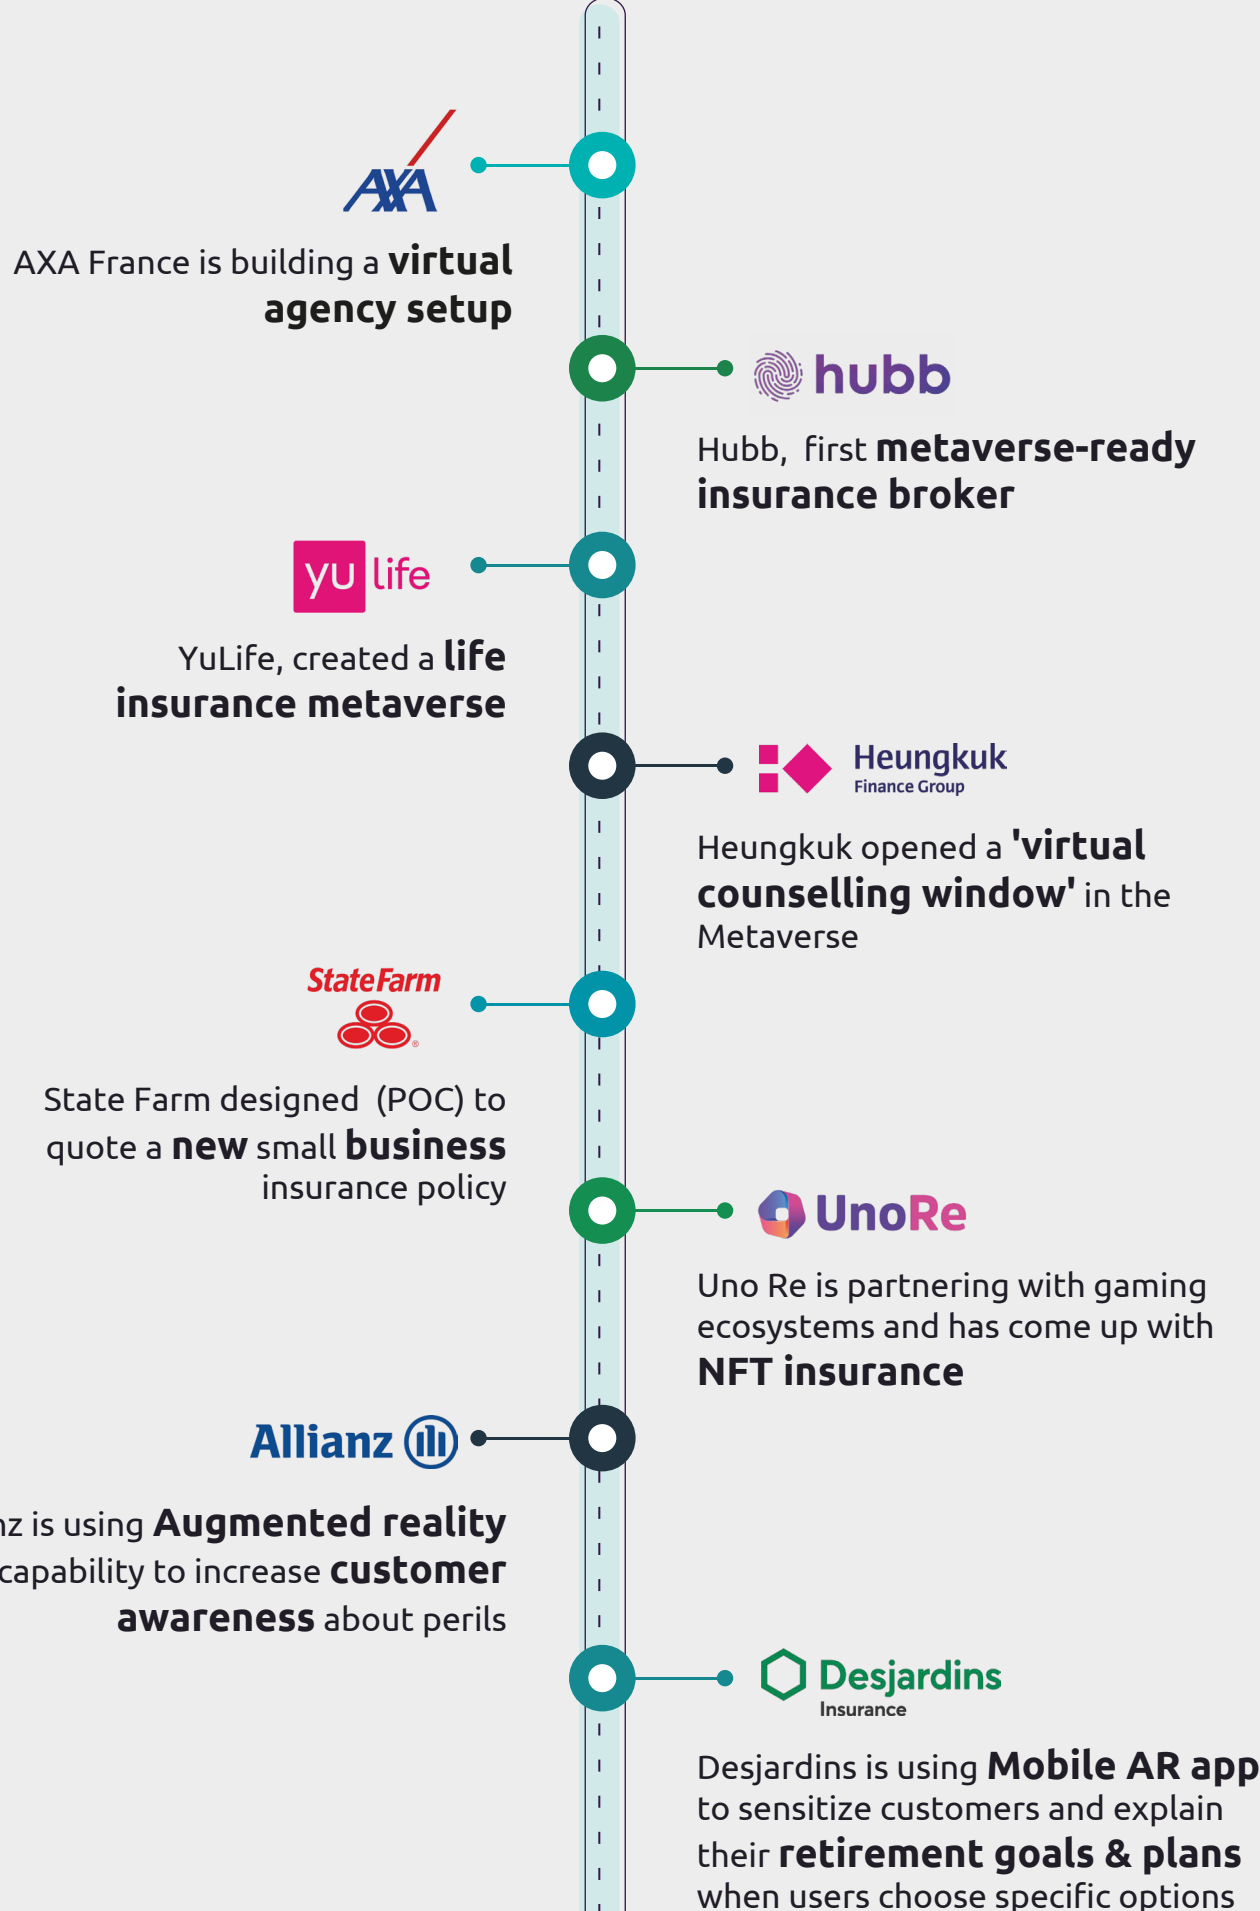 AXA
AXA France is building a virtual
agency setup
hubb
Hubb, first metaverse-ready
insurance broker
yu life
YuLife, created a life
insurance metaverse
Heungkuk
Finance Group
Heungkuk opened a 'virtual
counselling window' in the
Metaverse
State Farm
®
State Farm designed (POC) to
quote a new small business
insurance policy
UnoRe
Uno Re is partnering with gaming
ecosystems and has come up with
NFT insurance
Allianz
is using Augmented reality
capability to increase customer
awareness about perils
Desjardins
Insurance
Desjardins is using Mobile AR app
to sensitize customers and explain
their retirement goals & plans
when users choose specific options